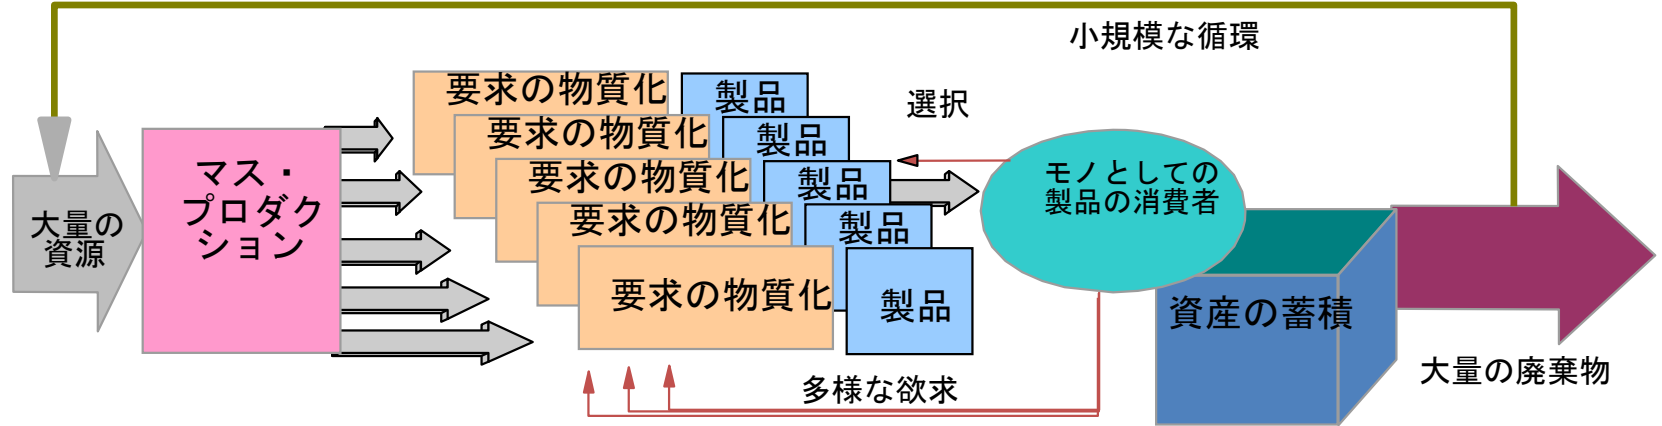 小規模な循環
要求の物質化
製品
選択
要求の物質化
製品
マス・
プロダク
ション
要求の物質化
製品
モノとしての
製品の消費者
大量の
資源
要求の物質化
製品
要求の物質化
製品
資産の蓄積
多様な欲求
大量の廃棄物